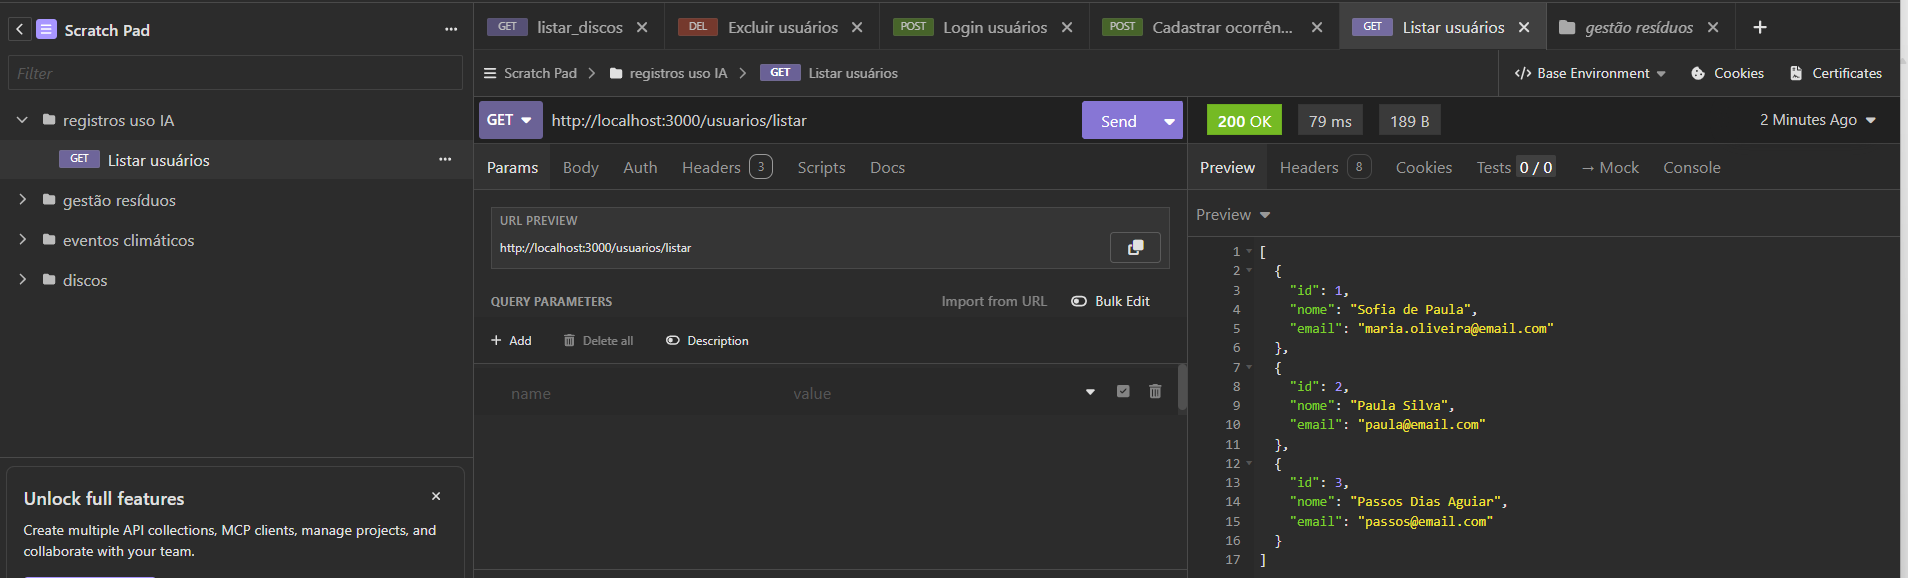 Scratch Pad
Filter
registros uso IA
GET Listar usuários
gestão resíduos
eventos climáticos
discos
Unlock full features
Create multiple API collections, MCP clients, manage projects, and
collaborate with your team.
GET listar_discos
DEL Excluir usuários
POST Login usuários
POST Cadastrar ocorrên...
GET Listar usuários
gestão resíduos
Scratch Pad registros uso IA GET Listar usuários
Base Environment Cookies Certificates
GET http://localhost:3000/usuarios/listar Send
Params Body Auth Headers 3 Scripts Docs
URL PREVIEW
http://localhost:3000/usuarios/listar
QUERY PARAMETERS Import from URL Bulk Edit
+ Add Delete all Description
name value
200 OK 79 ms 189 B 2 Minutes Ago
Preview Headers 8 Cookies Tests 0 / 0 → Mock Console
Preview
1 [
2 {
3 "id": 1,
4 "nome": "Sofia de Paula",
5 "email": "maria.oliveira@email.com"
6 },
7 {
8 "id": 2,
9 "nome": "Paula Silva",
10 "email": "paula@email.com"
11 },
12 {
13 "id": 3,
14 "nome": "Passos Dias Aguiar",
15 "email": "passos@email.com"
16 }
17 ]